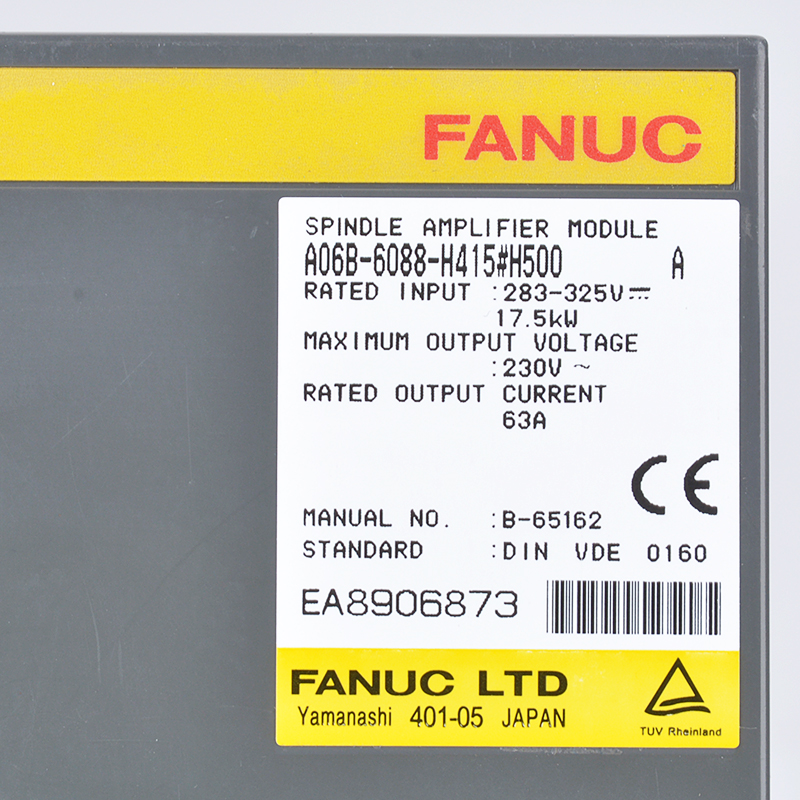 FANUC
SPINDLE AMPLIFIER MODULE
A06B-6088-H415#H500 A
RATED INPUT :283-325V⎓
17.5kW
MAXIMUM OUTPUT VOLTAGE
:230V ~
RATED OUTPUT CURRENT
63A
CE
MANUAL NO. :B-65162
STANDARD :DIN VDE 0160
EA8906873
FANUC LTD
Yamanashi 401-05 JAPAN
TUV Rheinland